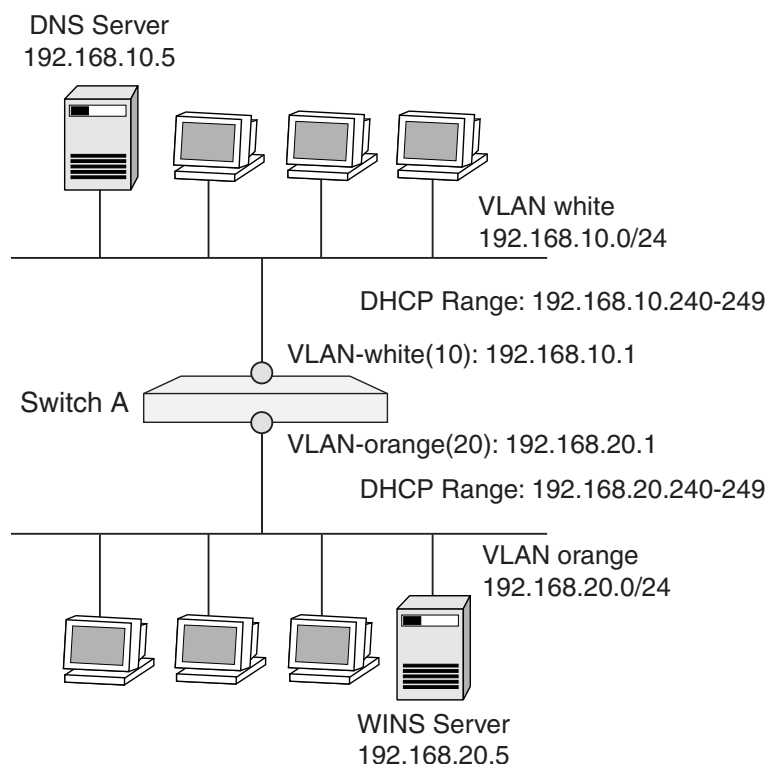 DNS Server
192.168.10.5
VLAN white
192.168.10.0/24
DHCP Range: 192.168.10.240-249
VLAN-white(10): 192.168.10.1
Switch A
VLAN-orange(20): 192.168.20.1
DHCP Range: 192.168.20.240-249
VLAN orange
192.168.20.0/24
WINS Server
192.168.20.5